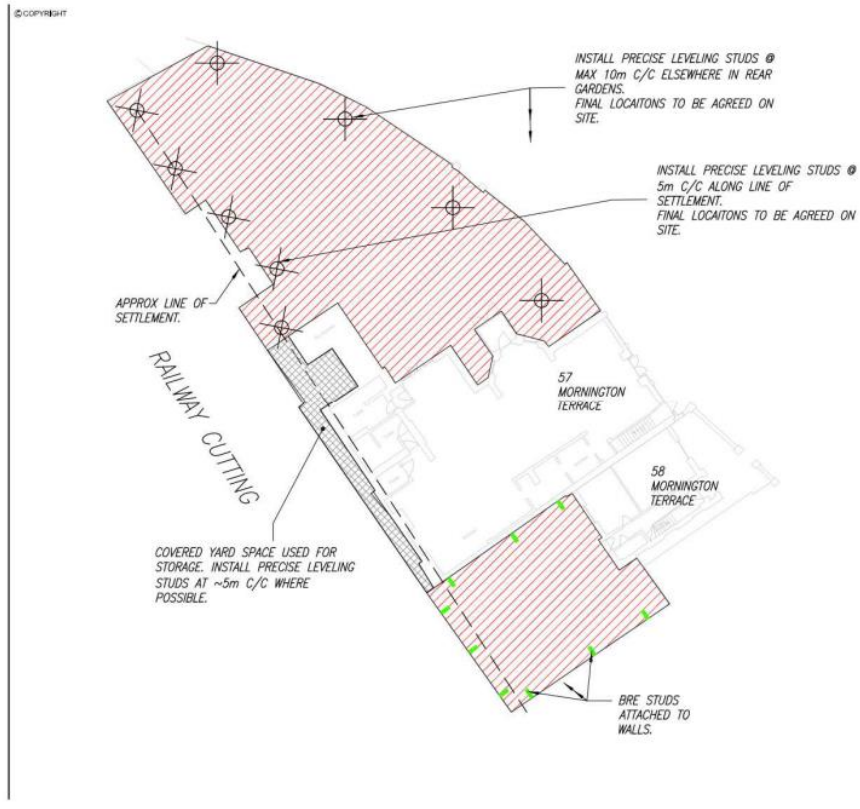 ©COPYRIGHT
INSTALL PRECISE LEVELING STUDS @
MAX 10m C/C ELSEWHERE IN REAR
GARDENS.
FINAL LOCAITONS TO BE AGREED ON
SITE.
INSTALL PRECISE LEVELING STUDS @
5m C/C ALONG LINE OF
SETTLEMENT.
FINAL LOCAITONS TO BE AGREED ON
SITE.
APPROX LINE OF
SETTLEMENT.
RAILWAY CUTTING
57
MORNINGTON
TERRACE
58
MORNINGTON
TERRACE
COVERED YARD SPACE USED FOR
STORAGE. INSTALL PRECISE LEVELING
STUDS AT ~5m C/C WHERE
POSSIBLE.
BRE STUDS
ATTACHED TO
WALLS.